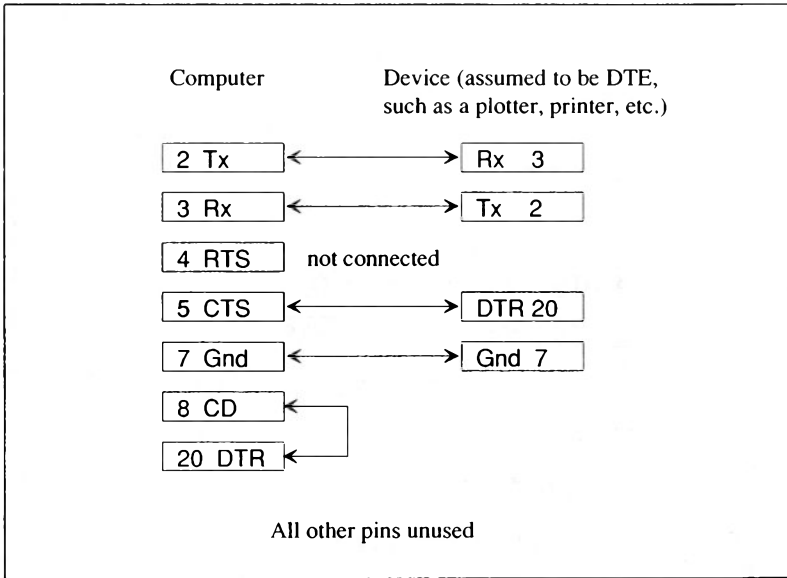 Computer
Device (assumed to be DTE,
such as a plotter, printer, etc.)
2 Tx
Rx 3
3 Rx
Tx 2
4 RTS
not connected
5 CTS
DTR 20
7 Gnd
Gnd 7
8 CD
20 DTR
All other pins unused